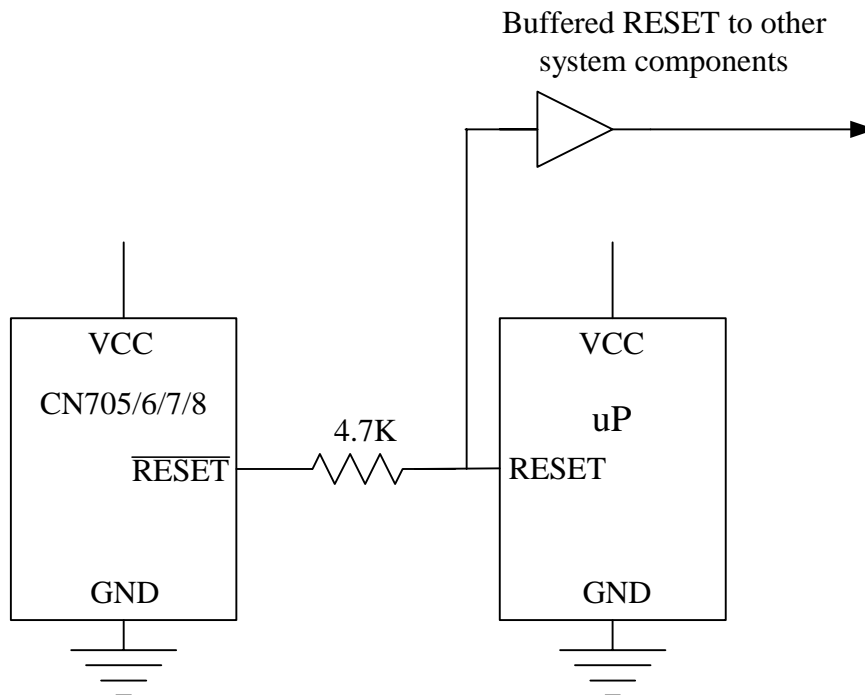 Buffered RESET to other
system components
VCC
CN705/6/7/8
RESET
GND
4.7K
VCC
uP
RESET
GND